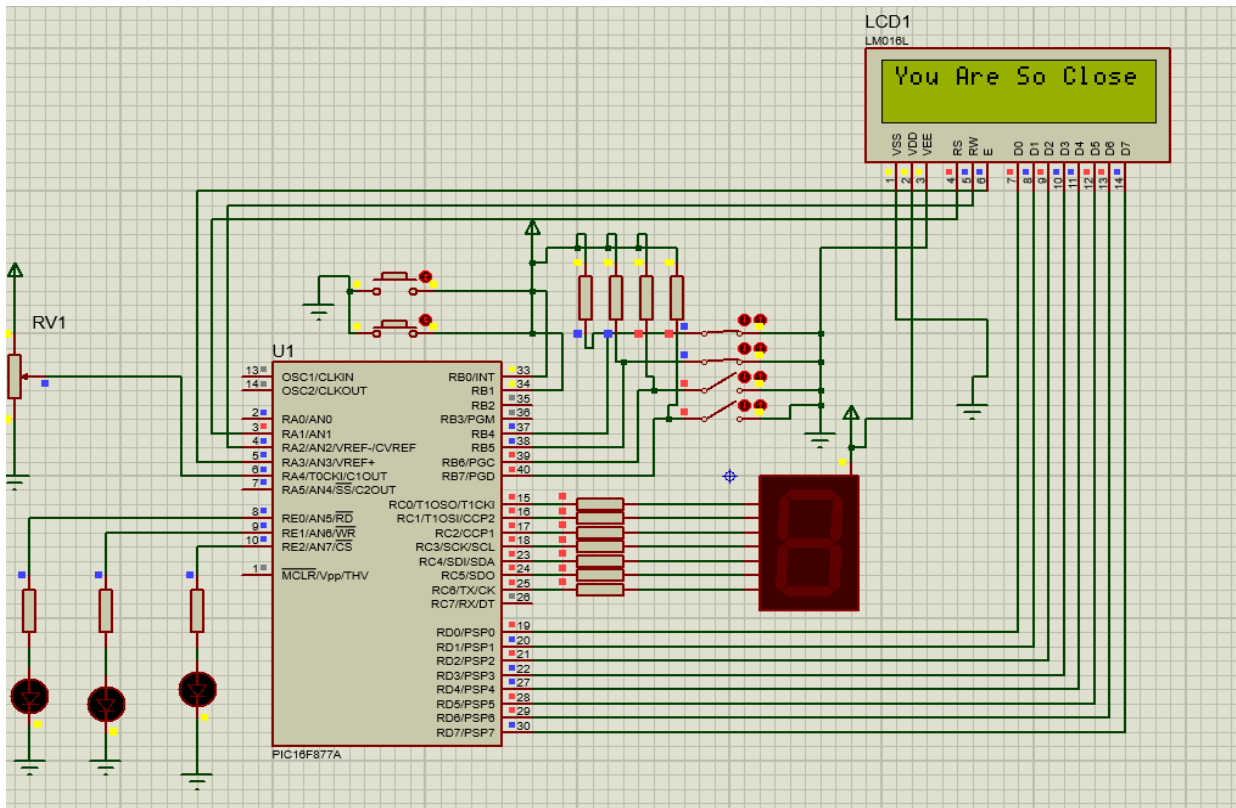 LCD1
LM016L
You Are So Close
VSS
VDD
VEE
RS
RW
E
D0
D1
D2
D3
D4
D5
D6
D7
1
2
3
4
5
6
7
8
9
10
11
12
13
14
RV1
U1
13 OSC1/CLKIN
14 OSC2/CLKOUT
2 RA0/AN0
3 RA1/AN1
4 RA2/AN2/VREF-/CVREF
5 RA3/AN3/VREF+
6 RA4/T0CKI/C1OUT
7 RA5/AN4/SS/C2OUT
8 RE0/AN5/RD
9 RE1/AN6/WR
10 RE2/AN7/CS
1 MCLR/Vpp/THV
RB0/INT 33
RB1 34
RB2 35
RB3/PGM 36
RB4 37
RB5 38
RB6/PGC 39
RB7/PGD 40
RC0/T1OSO/T1CKI 15
RC1/T1OSI/CCP2 16
RC2/CCP1 17
RC3/SCK/SCL 18
RC4/SDI/SDA 23
RC5/SDO 24
RC6/TX/CK 25
RC7/RX/DT 26
RD0/PSP0 19
RD1/PSP1 20
RD2/PSP2 21
RD3/PSP3 22
RD4/PSP4 27
RD5/PSP5 28
RD6/PSP6 29
RD7/PSP7 30
PIC16F877A